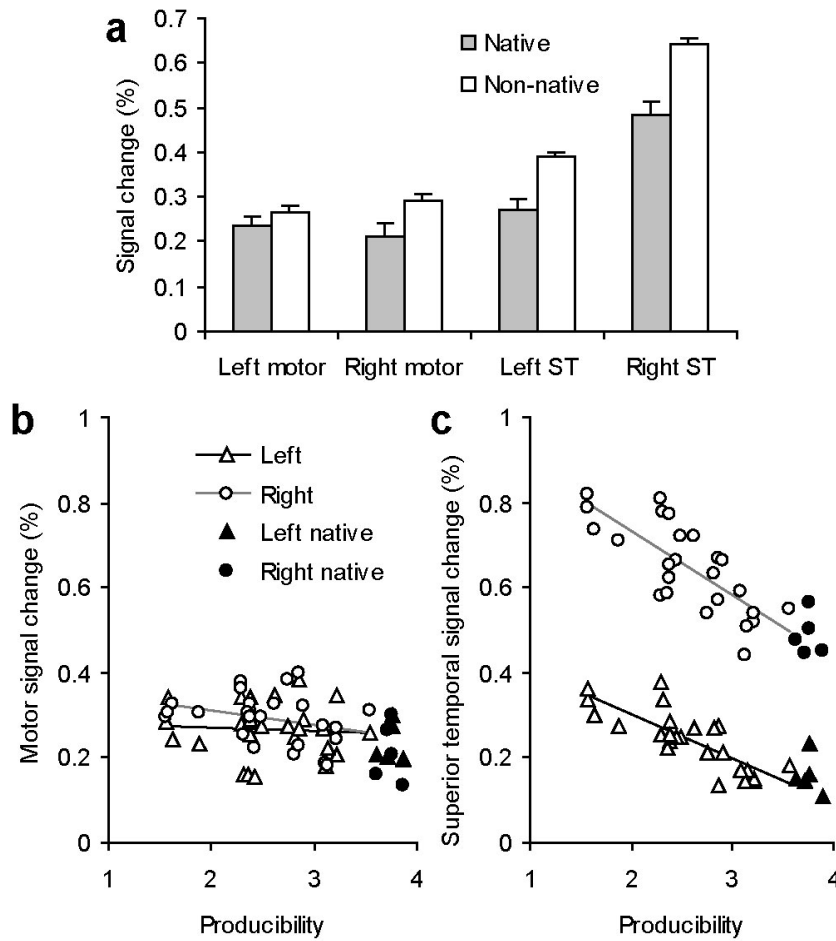 a
0.7
0.6
0.5
0.4
0.3
0.2
0.1
0
Signal change (%)
Native
Non-native
Left motor Right motor Left ST Right ST
b
1
0.8
0.6
0.4
0.2
0
Motor signal change (%)
Left
Right
Left native
Right native
1 2 3 4
Producibility
c
1
0.8
0.6
0.4
0.2
0
Superior temporal signal change (%)
1 2 3 4
Producibility